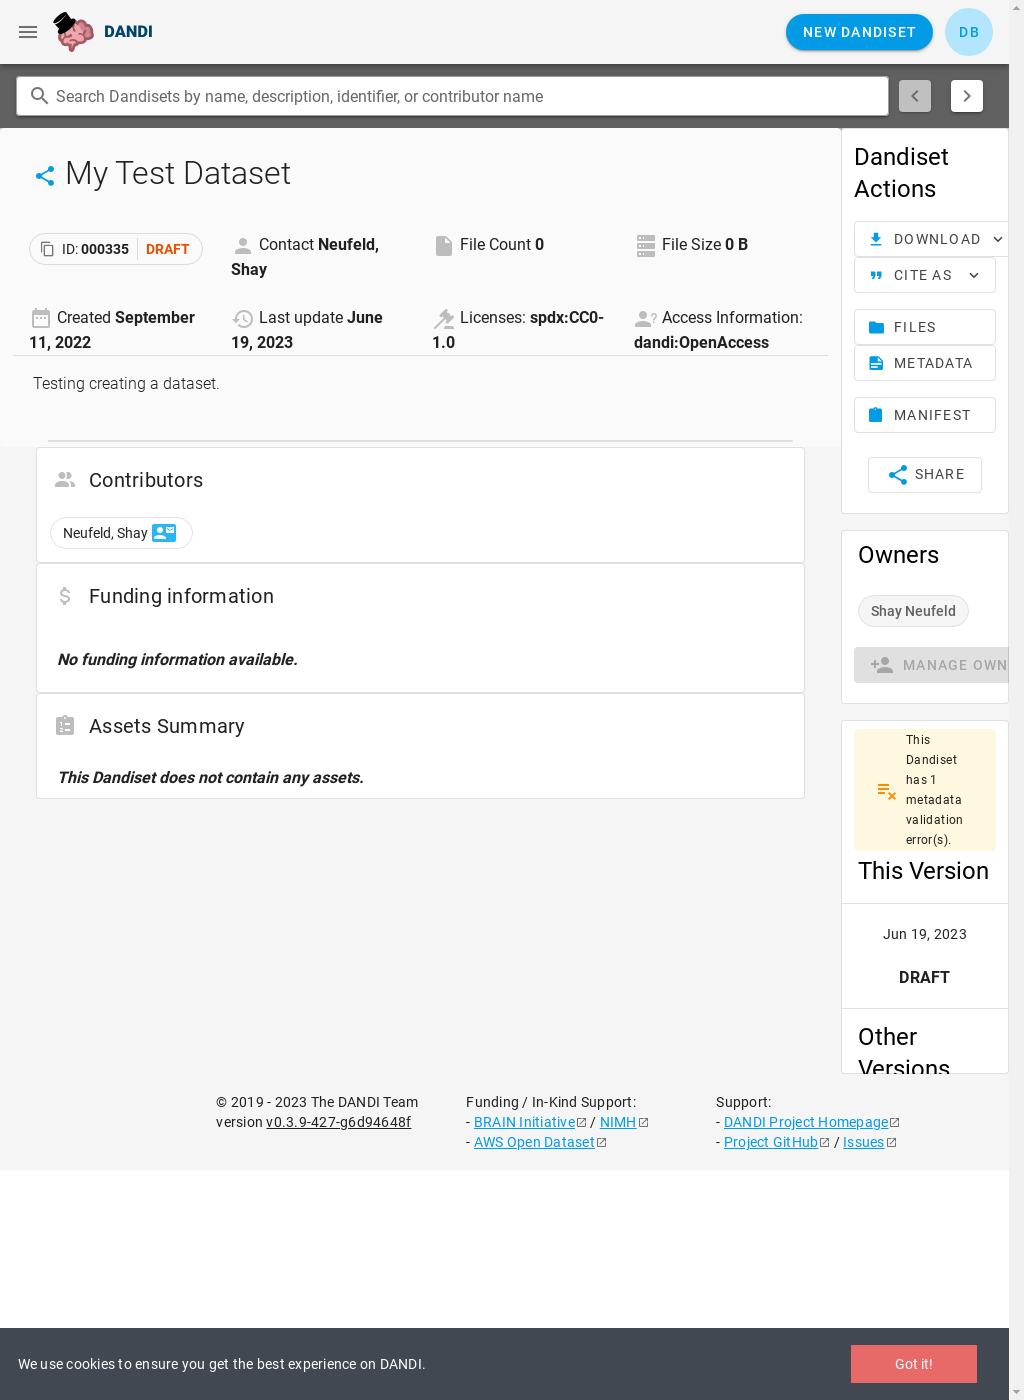 DANDI
NEW DANDISET
DB
Search Dandisets by name, description, identifier, or contributor name
My Test Dataset
ID: 000335
DRAFT
Contact Neufeld,
Shay
File Count 0
File Size 0 B
Created September
11, 2022
Last update June
19, 2023
Licenses: spdx:CC0-
1.0
Access Information:
dandi:OpenAccess
Testing creating a dataset.
Contributors
Neufeld, Shay
Funding information
No funding information available.
Assets Summary
This Dandiset does not contain any assets.
Dandiset
Actions
DOWNLOAD
CITE AS
FILES
METADATA
MANIFEST
SHARE
Owners
Shay Neufeld
MANAGE OWN
This
Dandiset
has 1
metadata
validation
error(s).
This Version
Jun 19, 2023
DRAFT
Other
Versions
© 2019 - 2023 The DANDI Team
version v0.3.9-427-g6d94648f
Funding / In-Kind Support:
- BRAIN Initiative / NIMH
- AWS Open Dataset
Support:
- DANDI Project Homepage
- Project GitHub / Issues
We use cookies to ensure you get the best experience on DANDI.
Got it!